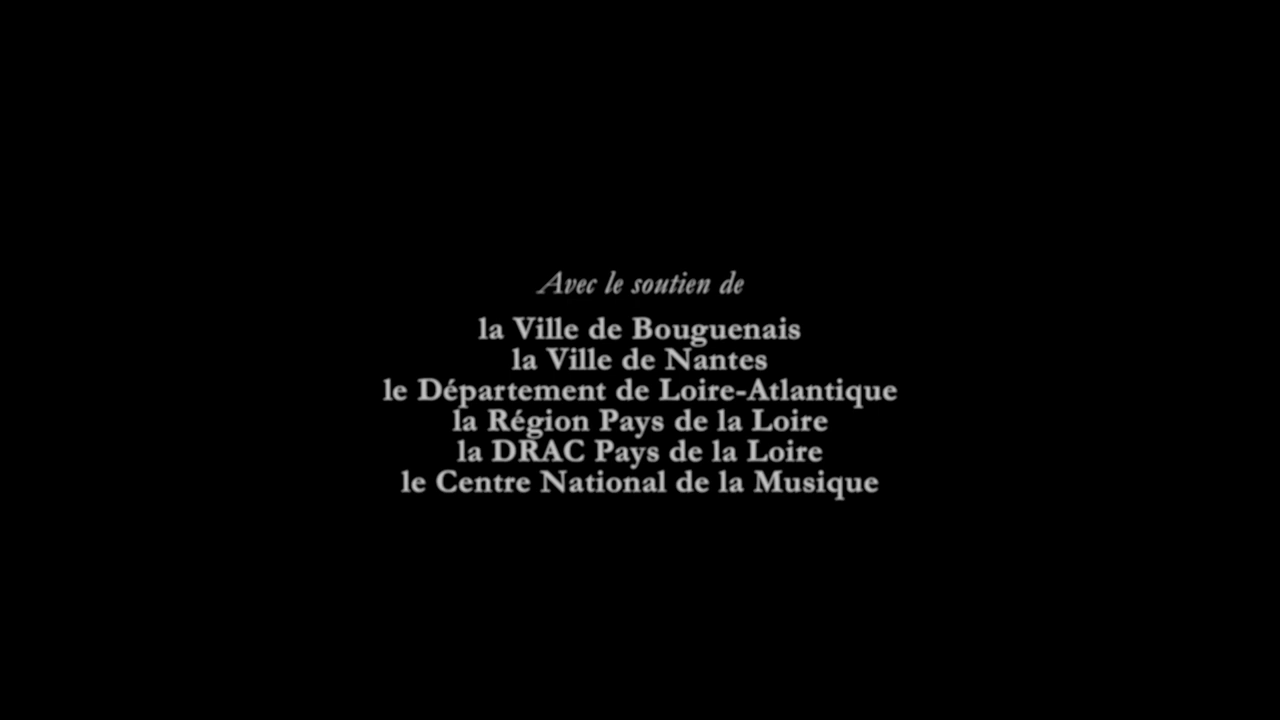 Avec le soutien de
la Ville de Bouguenais
la Ville de Nantes
le Département de Loire-Atlantique
la Région Pays de la Loire
la DRAC Pays de la Loire
le Centre National de la Musique